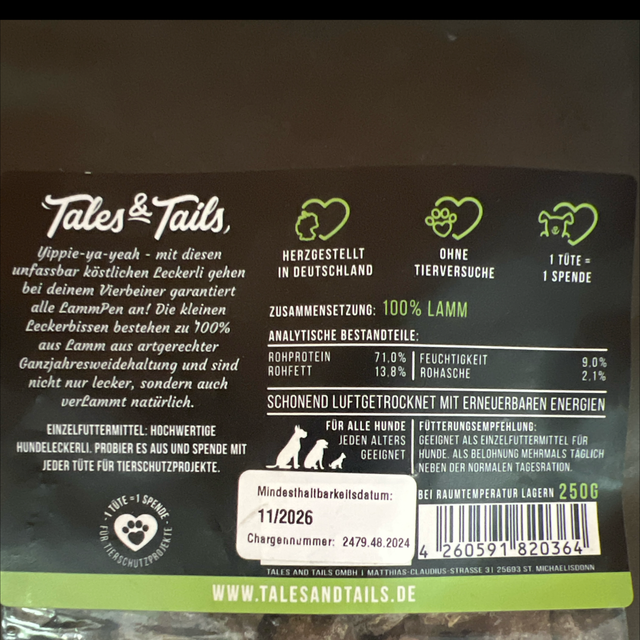 Tales & Tails,
Yippie-ya-yeah - mit diesen
unfassbar köstlichen Leckerli gehen
bei deinem Vierbeiner garantiert
alle LammPen an! Die kleinen
Leckerbissen bestehen zu 100%
aus Lamm aus artgerechter
Ganzjahresweidehaltung und sind
nicht nur lecker, sondern auch
verLammt natürlich.
EINZELFUTTERMITTEL: HOCHWERTIGE
HUNDELECKERLI. PROBIER ES AUS UND SPENDE MIT
JEDER TÜTE FÜR TIERSCHUTZPROJEKTE.
· 1 TÜTE = 1 SPENDE ·
FÜR TIERSCHUTZPROJEKTE
HERZGESTELLT
IN DEUTSCHLAND
OHNE
TIERVERSUCHE
1 TÜTE =
1 SPENDE
ZUSAMMENSETZUNG: 100% LAMM
ANALYTISCHE BESTANDTEILE:
ROHPROTEIN 71,0% FEUCHTIGKEIT 9,0%
ROHFETT 13,8% ROHASCHE 2,1%
SCHONEND LUFTGETROCKNET MIT ERNEUERBAREN ENERGIEN
FÜR ALLE HUNDE
JEDEN ALTERS
GEEIGNET
FÜTTERUNGSEMPFEHLUNG:
GEEIGNET ALS EINZELFUTTERMITTEL FÜR
HUNDE. ALS BELOHNUNG MEHRMALS TÄGLICH
NEBEN DER NORMALEN TAGESRATION.
BEI RAUMTEMPERATUR LAGERN 250G
Mindesthaltbarkeitsdatum:
11/2026
Chargennummer: 2479.48.2024
4 260591 820364
TALES AND TAILS GMBH | MATTHIAS-CLAUDIUS-STRASSE 3 | 25693 ST. MICHAELISDONN
WWW.TALESANDTAILS.DE